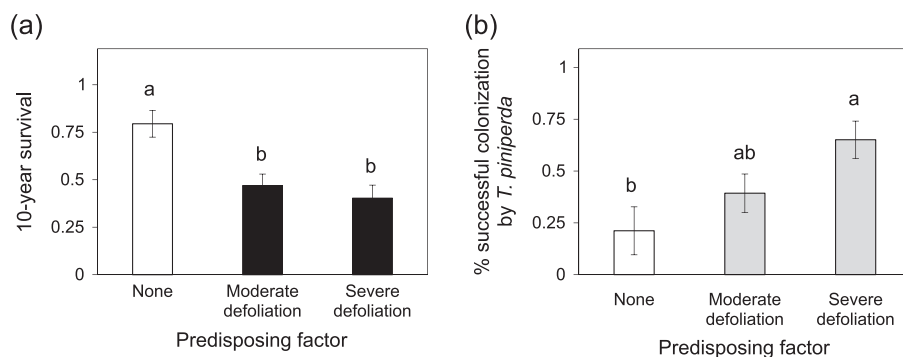 (a)
10-year survival
1
0.75
0.5
0.25
0
a
b
b
None
Moderate
defoliation
Severe
defoliation
Predisposing factor
(b)
% successful colonization
by T. piniperda
1
0.75
0.5
0.25
0
b
ab
a
None
Moderate
defoliation
Severe
defoliation
Predisposing factor